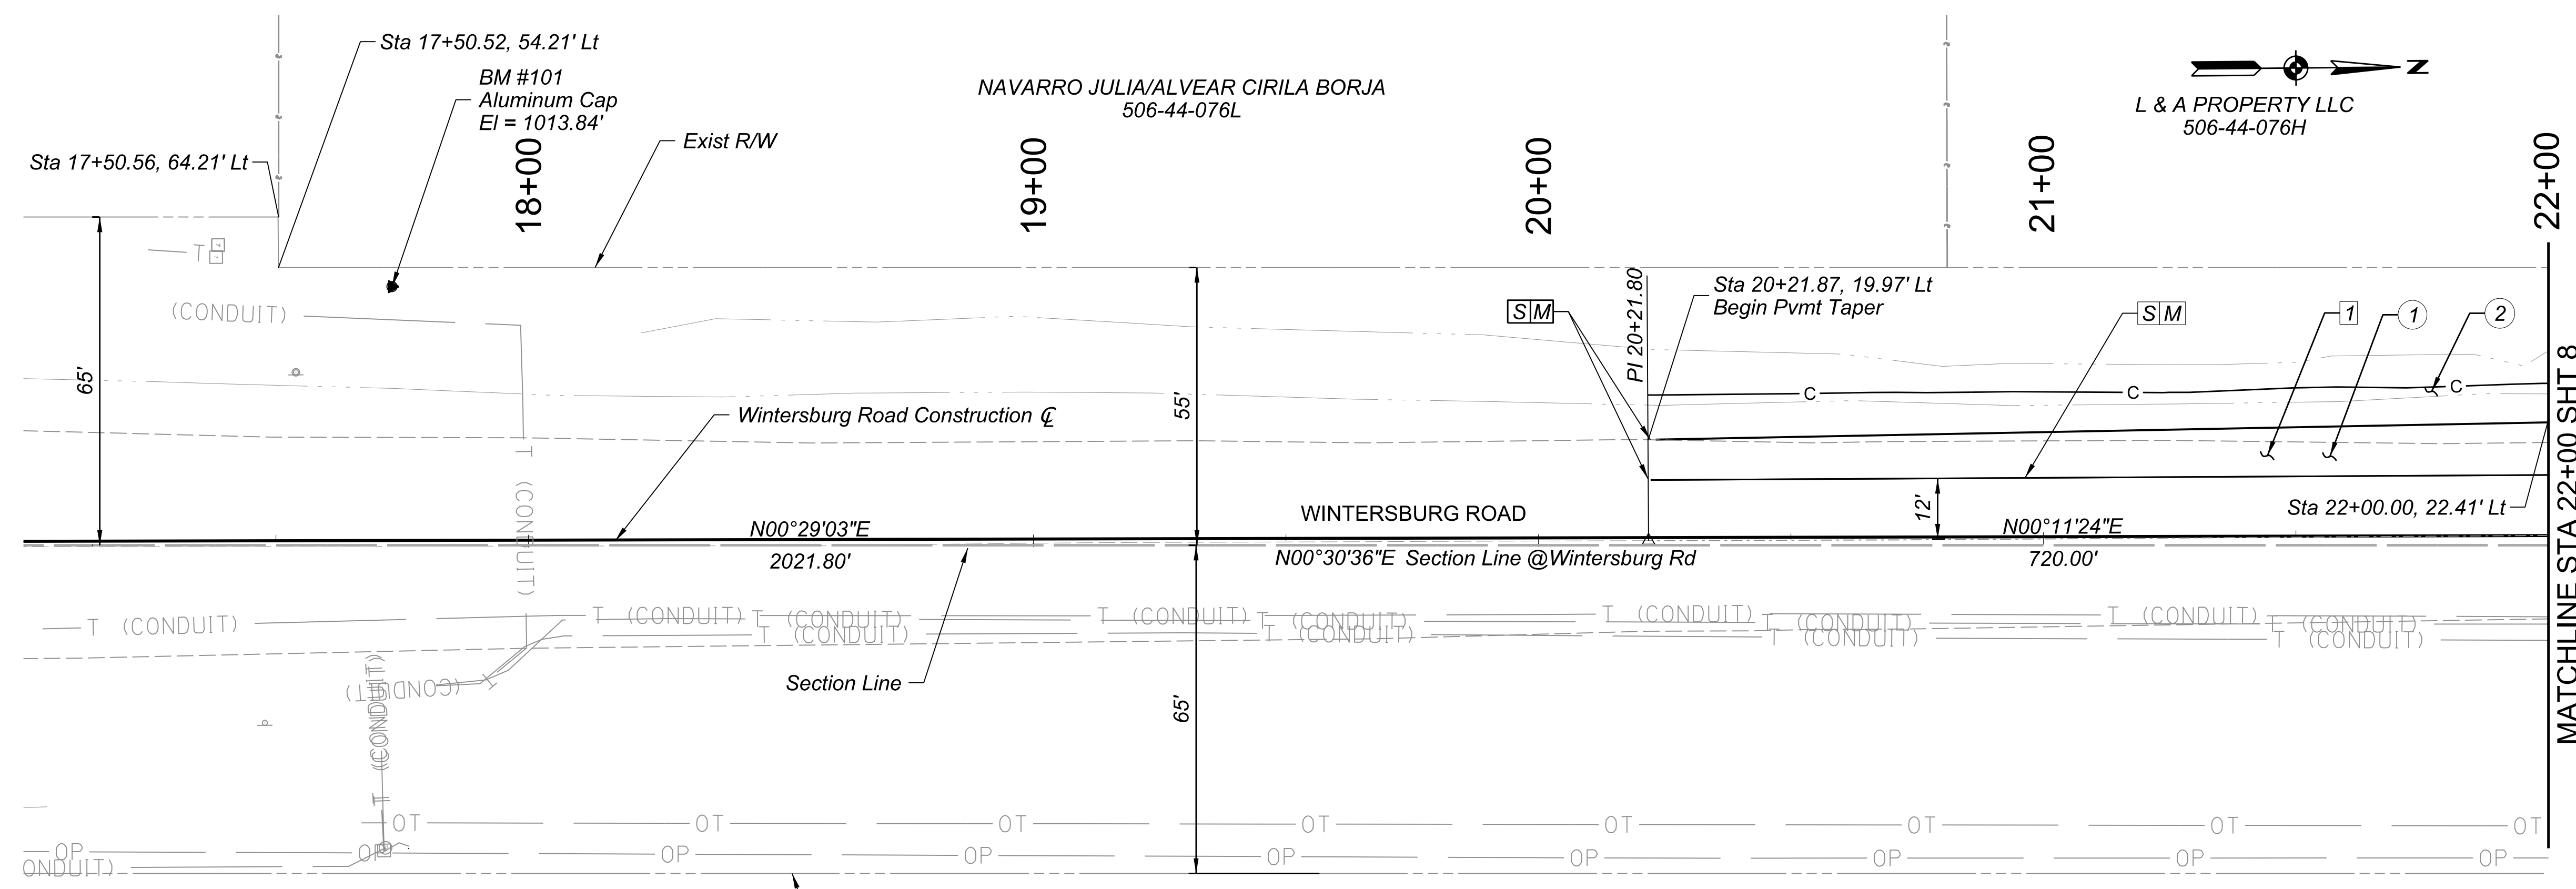 Sta 17+50.52, 54.21' Lt
BM #101
Aluminum Cap
El = 1013.84'
Sta 17+50.56, 64.21' Lt
Exist R/W
NAVARRO JULIA/ALVEAR CIRILA BORJA
506-44-076L
N
L & A PROPERTY LLC
506-44-076H
18+00
19+00
20+00
21+00
22+00
T
(CONDUIT)
65'
55'
PI 20+21.80
Sta 20+21.87, 19.97' Lt
Begin Pvmt Taper
S M
S M
1
1
2
C
C
C
Wintersburg Road Construction ℄
T (CONDUIT)
WINTERSBURG ROAD
12'
Sta 22+00.00, 22.41' Lt
N00°29'03"E
2021.80'
N00°30'36"E Section Line @Wintersburg Rd
N00°11'24"E
720.00'
MATCHLINE STA 22+00 SHT 8
T (CONDUIT)
T (CONDUIT)
T (CONDUIT)
T (CONDUIT)
T (CONDUIT)
T (CONDUIT)
T (CONDUIT)
T (CONDUIT)
T (CONDUIT)
T (CONDUIT)
T (CONDUIT)
T (CONDUIT)
T (CONDUIT)
T (CONDUIT)
Section Line
65'
T (CONDUIT)
OT
OT
OT
OT
OT
OT
OT
OT
OP
OP
OP
OP
OP
OP
OP
OP
OP
ONDUIT)